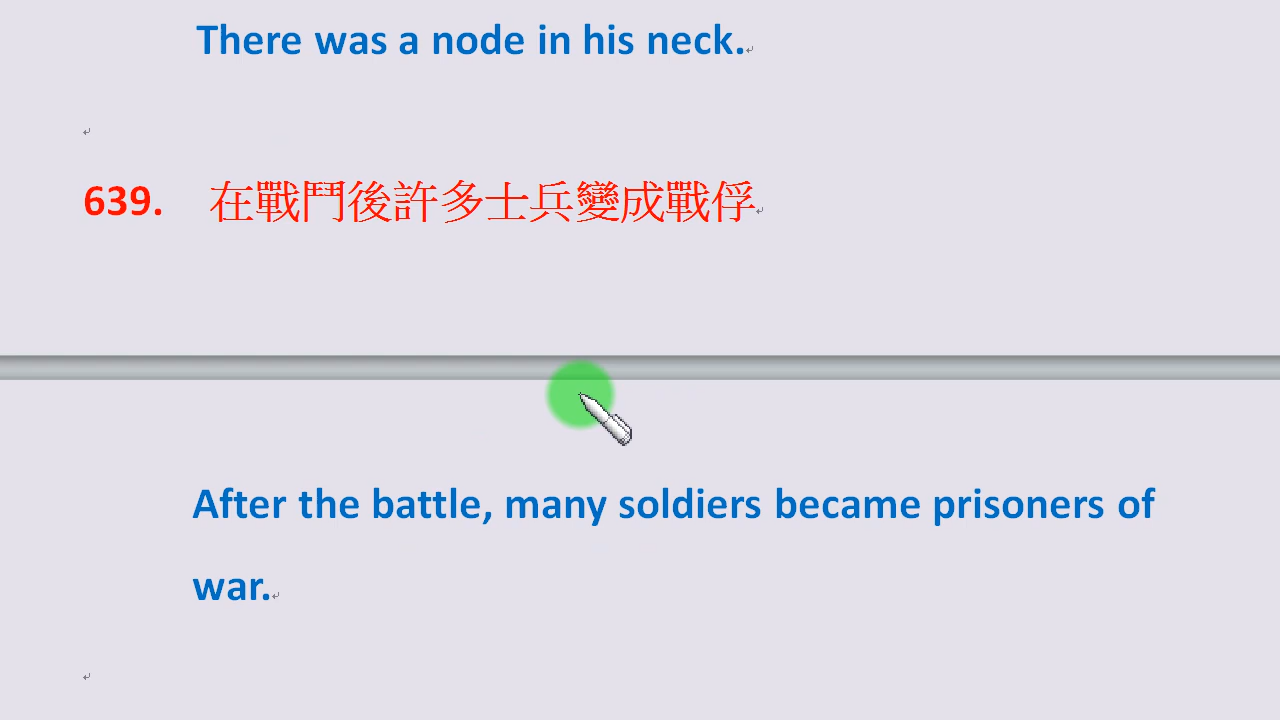 There was a node in his neck.
639. 在戰鬥後許多士兵變成戰俘
After the battle, many soldiers became prisoners of
war.